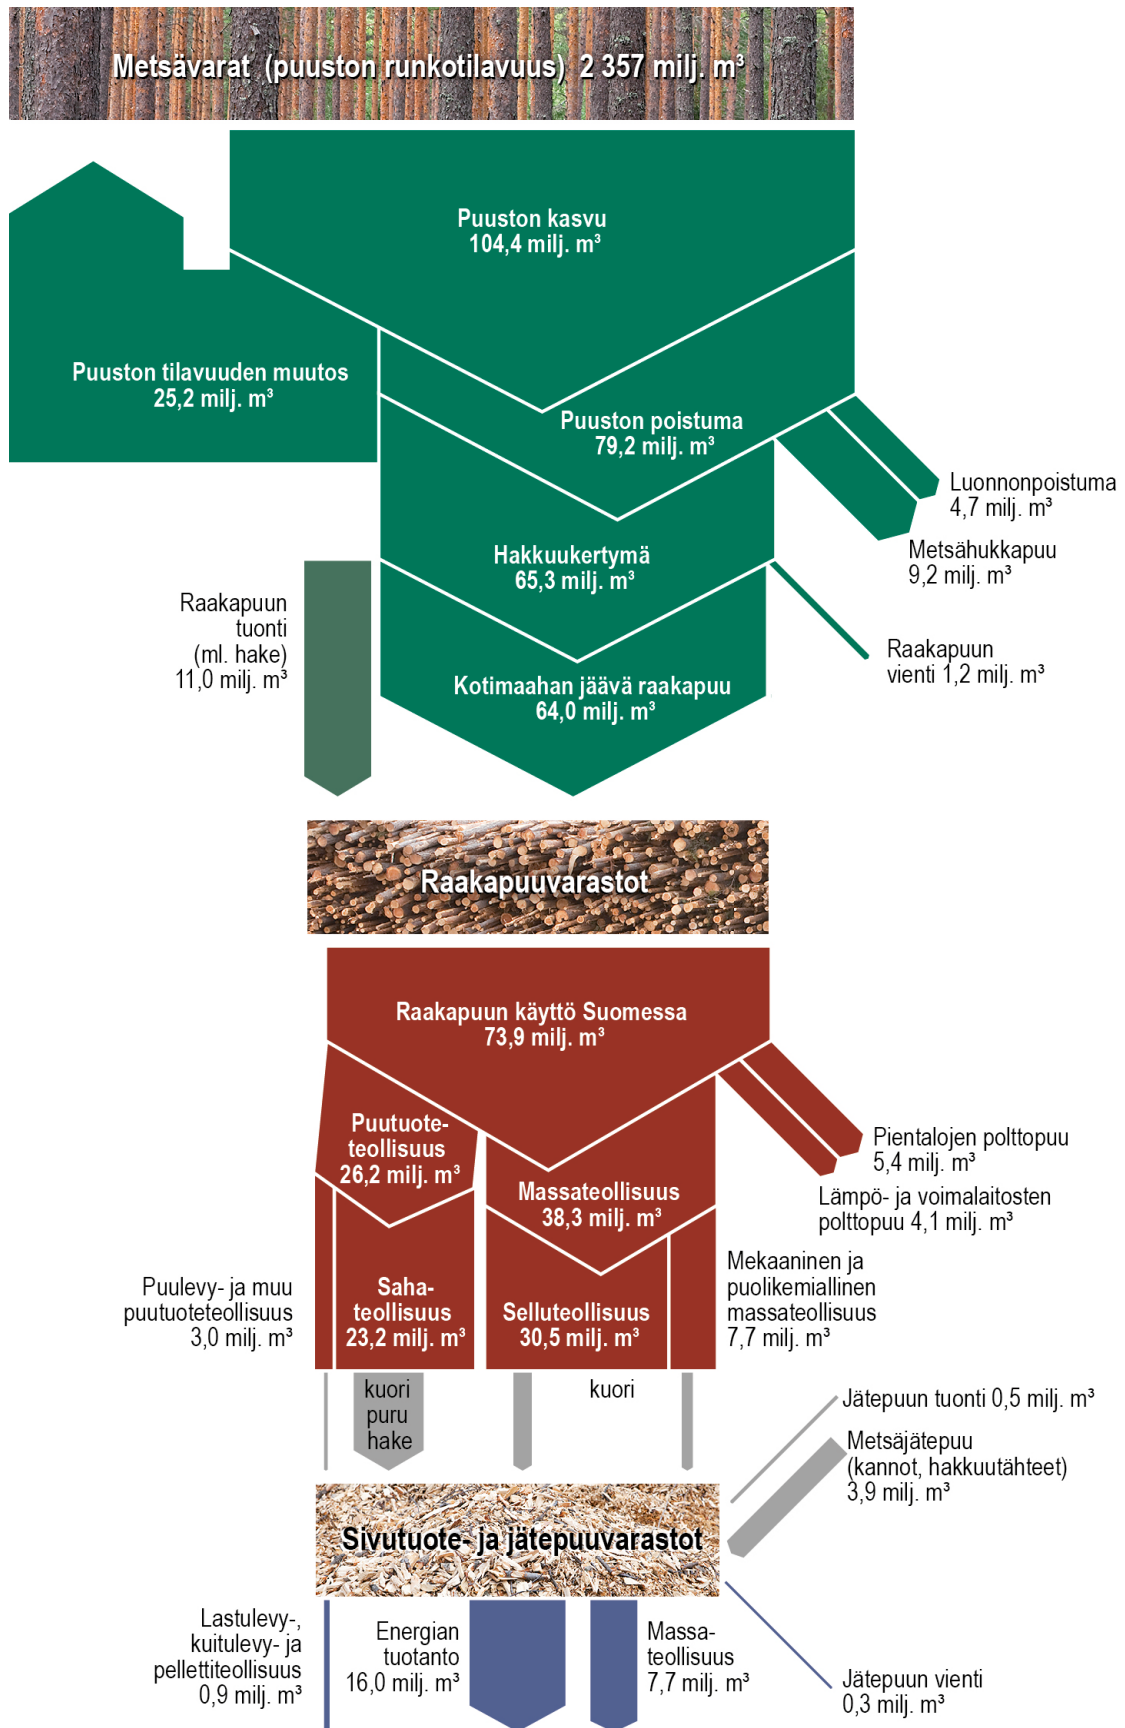 Metsävarat (puuston runkotilavuus) 2 357 milj. m³
Puuston kasvu
104,4 milj. m³
Puuston tilavuuden muutos
25,2 milj. m³
Puuston poistuma
79,2 milj. m³
Luonnonpoistuma
4,7 milj. m³
Metsähukkapuu
9,2 milj. m³
Hakkuukertymä
65,3 milj. m³
Raakapuun
tuonti
(ml. hake)
11,0 milj. m³
Raakapuun
vienti 1,2 milj. m³
Kotimaahan jäävä raakapuu
64,0 milj. m³
Raakapuuvarastot
Raakapuun käyttö Suomessa
73,9 milj. m³
Puutuote-
teollisuus
26,2 milj. m³
Massateollisuus
38,3 milj. m³
Pientalojen polttopuu
5,4 milj. m³
Lämpö- ja voimalaitosten
polttopuu 4,1 milj. m³
Puulevy- ja muu
puutuoteteollisuus
3,0 milj. m³
Saha-
teollisuus
23,2 milj. m³
Selluteollisuus
30,5 milj. m³
Mekaaninen ja
puolikemiallinen
massateollisuus
7,7 milj. m³
kuori
puru
hake
kuori
Jätepuun tuonti 0,5 milj. m³
Metsäjätepuu
(kannot, hakkuutähteet)
3,9 milj. m³
Sivutuote- ja jätepuuvarastot
Lastulevy-,
kuitulevy- ja
pellettiteollisuus
0,9 milj. m³
Energian
tuotanto
16,0 milj. m³
Massa-
teollisuus
7,7 milj. m³
Jätepuun vienti
0,3 milj. m³